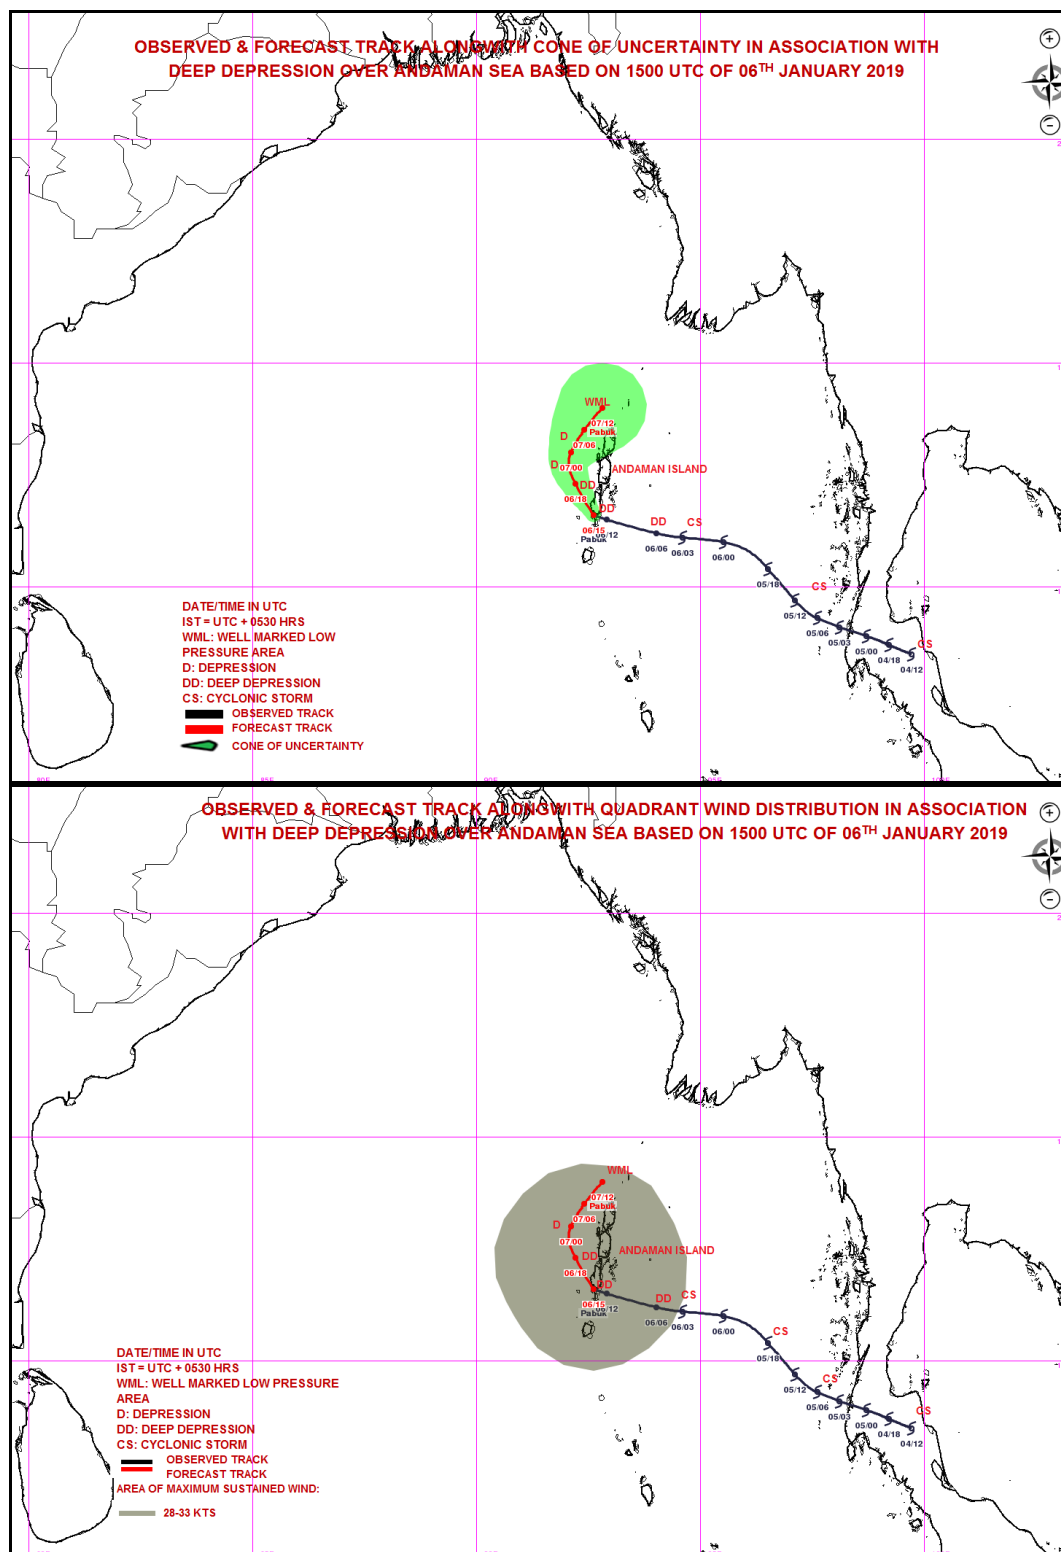 OBSERVED & FORECAST TRACK ALONGWITH CONE OF UNCERTAINTY IN ASSOCIATION WITH
DEEP DEPRESSION OVER ANDAMAN SEA BASED ON 1500 UTC OF 06TH JANUARY 2019
WML
07/12
Pabuk
D
07/06
D
07/00
ANDAMAN ISLAND
DD
06/18
DD
06/15
06/12
Pabuk
DD
CS
06/06
06/03
06/00
05/18
CS
05/12
05/06
05/03
05/00
CS
04/18
04/12
DATE/TIME IN UTC
IST = UTC + 0530 HRS
WML: WELL MARKED LOW
PRESSURE AREA
D: DEPRESSION
DD: DEEP DEPRESSION
CS: CYCLONIC STORM
OBSERVED TRACK
FORECAST TRACK
CONE OF UNCERTAINTY
OBSERVED & FORECAST TRACK ALONGWITH QUADRANT WIND DISTRIBUTION IN ASSOCIATION
WITH DEEP DEPRESSION OVER ANDAMAN SEA BASED ON 1500 UTC OF 06TH JANUARY 2019
WML
07/12
Pabuk
D
07/06
07/00
ANDAMAN ISLAND
DD
06/18
DD
06/15
06/12
Pabuk
DD
CS
06/06
06/03
06/00
CS
05/18
CS
05/12
05/06
05/03
05/00
CS
04/18
04/12
DATE/TIME IN UTC
IST = UTC + 0530 HRS
WML: WELL MARKED LOW PRESSURE
AREA
D: DEPRESSION
DD: DEEP DEPRESSION
CS: CYCLONIC STORM
OBSERVED TRACK
FORECAST TRACK
AREA OF MAXIMUM SUSTAINED WIND:
28-33 KTS